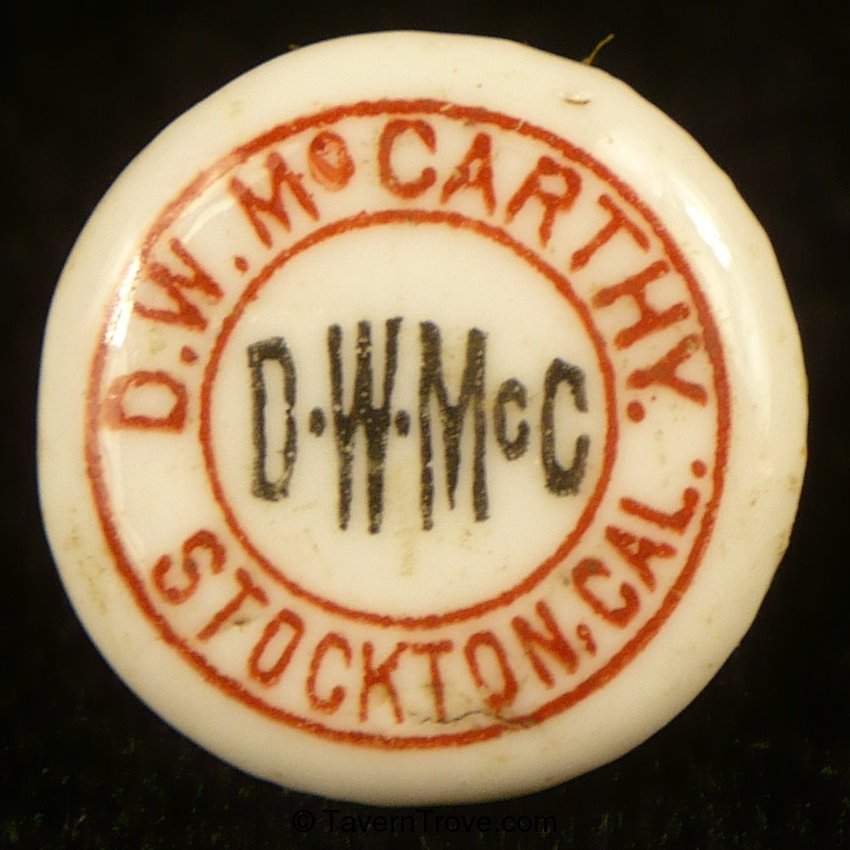 D.W. McCARTHY.
D.W.McC
STOCKTON, CAL.
© TavernTrove.com